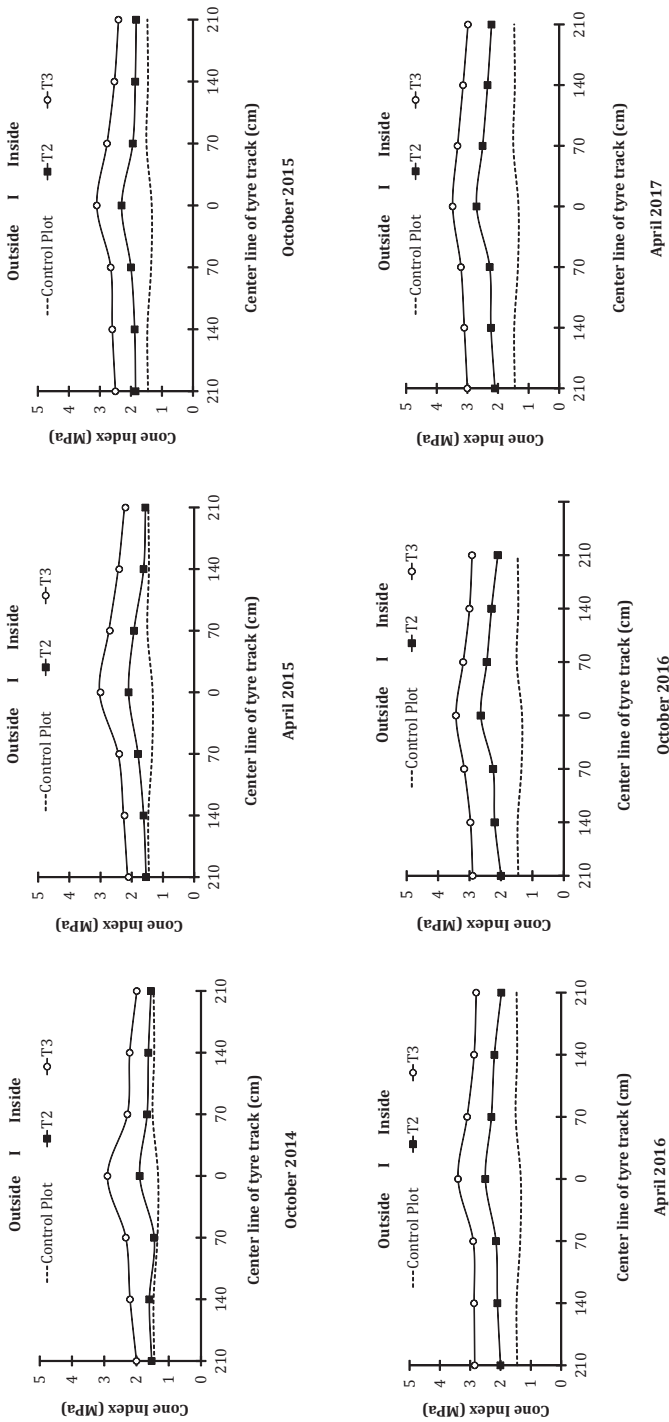 Outside I Inside
Control Plot T2 T3
Cone Index (MPa)
5
4
3
2
1
0
210 140 70 0 70 140 210
Center line of tyre track (cm)
October 2014
Outside I Inside
Control Plot T2 T3
Cone Index (MPa)
5
4
3
2
1
0
210 140 70 0 70 140 210
Center line of tyre track (cm)
April 2015
Outside I Inside
Control Plot T2 T3
Cone Index (MPa)
5
4
3
2
1
0
210 140 70 0 70 140 210
Center line of tyre track (cm)
October 2015
Outside I Inside
Control Plot T2 T3
Cone Index (MPa)
5
4
3
2
1
0
210 140 70 0 70 140 210
Center line of tyre track (cm)
April 2016
Outside I Inside
Control Plot T2 T3
Cone Index (MPa)
5
4
3
2
1
0
210 140 70 0 70 140 210
Center line of tyre track (cm)
October 2016
Outside I Inside
Control Plot T2 T3
Cone Index (MPa)
5
4
3
2
1
0
210 140 70 0 70 140 210
Center line of tyre track (cm)
April 2017